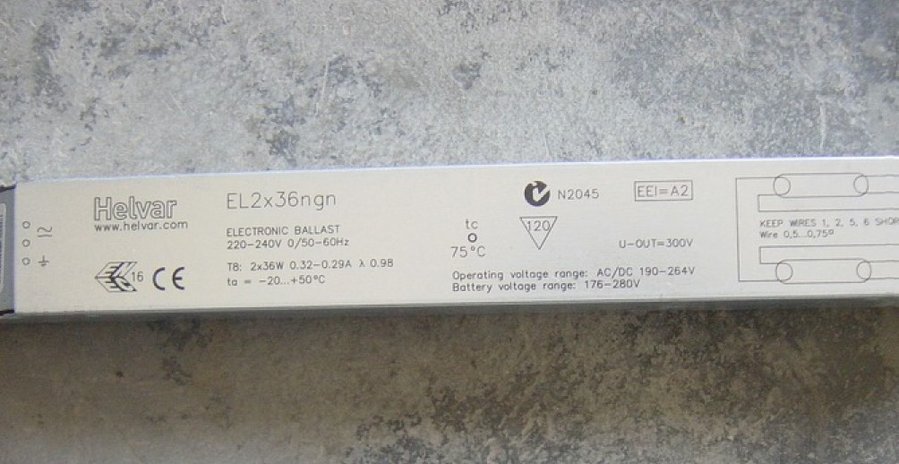 Helvar
www.helvar.com
16 CE
EL2x36ngn
ELECTRONIC BALLAST
220-240V 0/50-60Hz
T8: 2x36W 0.32-0.29A λ 0.98
ta = -20...+50°C
tc
75°C
N2045
EEI=A2
120
U-OUT=300V
Operating voltage range: AC/DC 190-264V
Battery voltage range: 176-280V
KEEP WIRES 1, 2, 5, 6 SHOR
Wire 0,5...0,75□